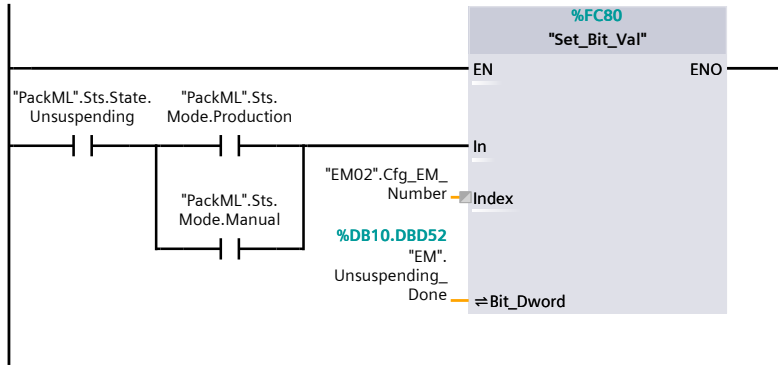 %FC80
"Set_Bit_Val"
EN
ENO
"PackML".Sts.State.
Unsuspending
"PackML".Sts.
Mode.Production
In
"PackML".Sts.
Mode.Manual
"EM02".Cfg_EM_
Number
Index
%DB10.DBD52
"EM".
Unsuspending_
Done
⇌Bit_Dword